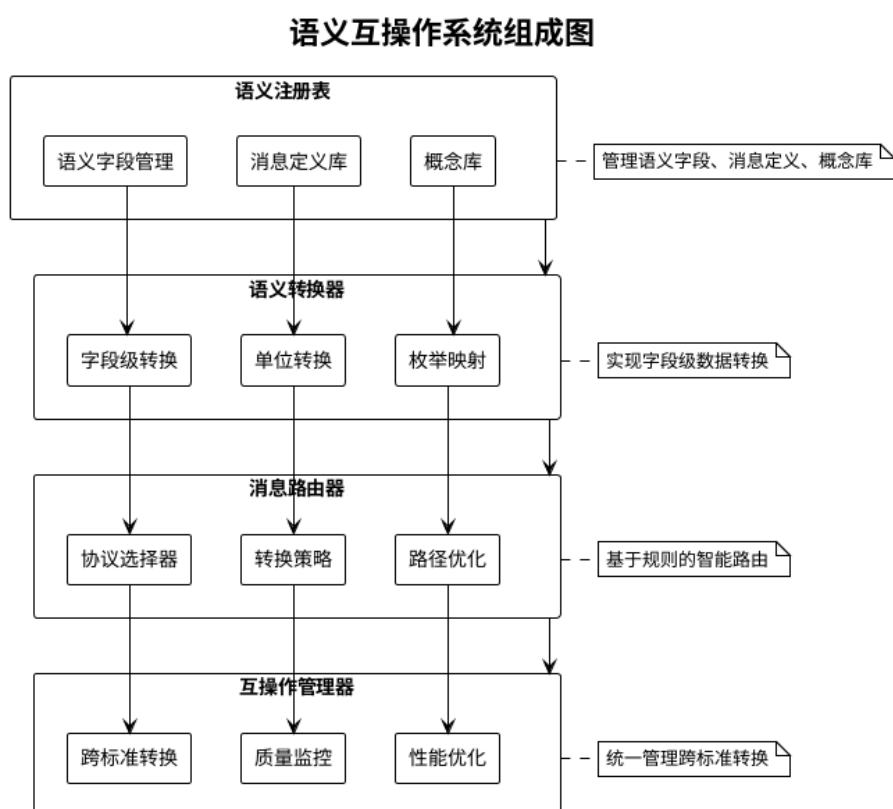 语义互操作系统组成图
语义注册表
语义字段管理
消息定义库
概念库
管理语义字段、消息定义、概念库
语义转换器
字段级转换
单位转换
枚举映射
实现字段级数据转换
消息路由器
协议选择器
转换策略
路径优化
基于规则的智能路由
互操作管理器
跨标准转换
质量监控
性能优化
统一管理跨标准转换